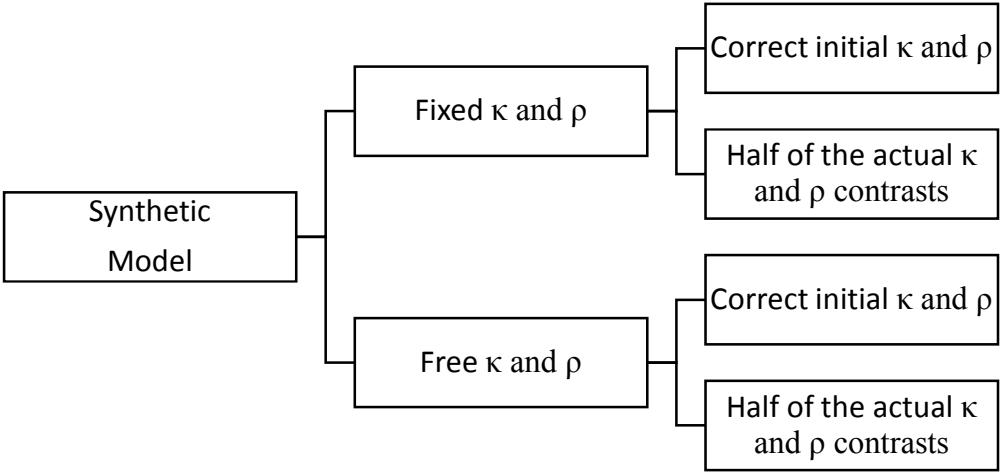 Synthetic
Model
Fixed κ and ρ
Correct initial κ and ρ
Half of the actual κ
and ρ contrasts
Free κ and ρ
Correct initial κ and ρ
Half of the actual κ
and ρ contrasts